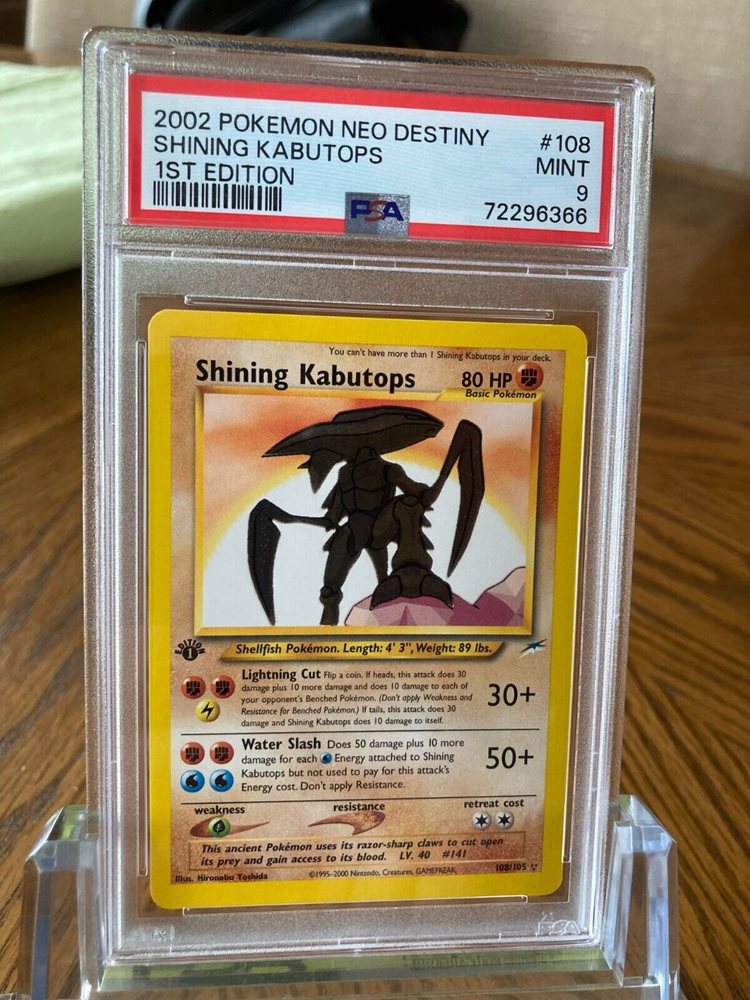 2002 POKEMON NEO DESTINY #108
SHINING KABUTOPS MINT
1ST EDITION 9
PSA 72296366
You can't have more than 1 Shining Kabutops in your deck.
Shining Kabutops 80 HP
Basic Pokémon
EDITION
1
Shellfish Pokémon. Length: 4' 3", Weight: 89 lbs.
Lightning Cut Flip a coin. If heads, this attack does 30
damage plus 10 more damage and does 10 damage to each of
your opponent's Benched Pokémon. (Don't apply Weakness and
Resistance for Benched Pokémon.) If tails, this attack does 30
damage and Shining Kabutops does 10 damage to itself.
30+
Water Slash Does 50 damage plus 10 more
damage for each Energy attached to Shining
Kabutops but not used to pay for this attack's
Energy cost. Don't apply Resistance.
50+
weakness resistance retreat cost
This ancient Pokémon uses its razor-sharp claws to cut open
its prey and gain access to its blood. LV. 40 #141
Illus. Hironobu Yoshida ©1995-2000 Nintendo, Creatures, GAMEFREAK. 108/105